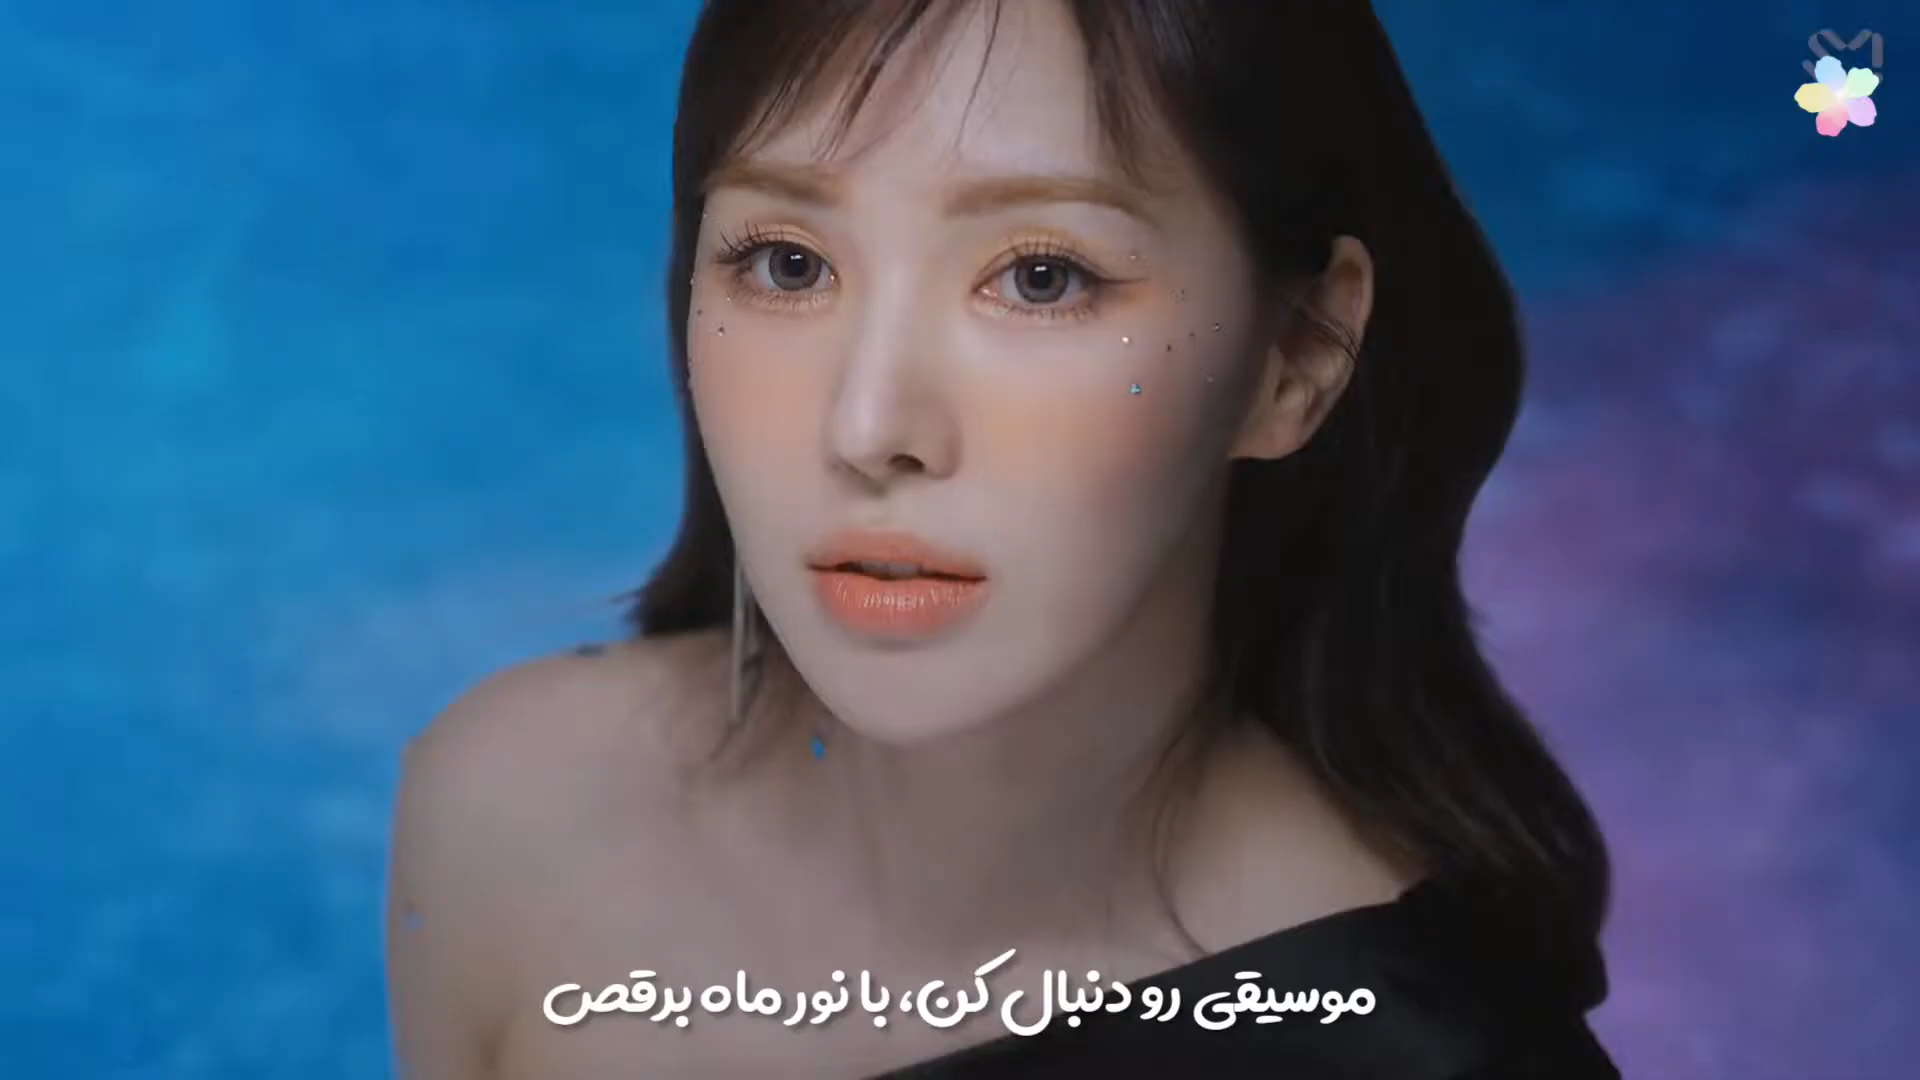 موسیقی رو دنبال کن، با نور ماه برقص